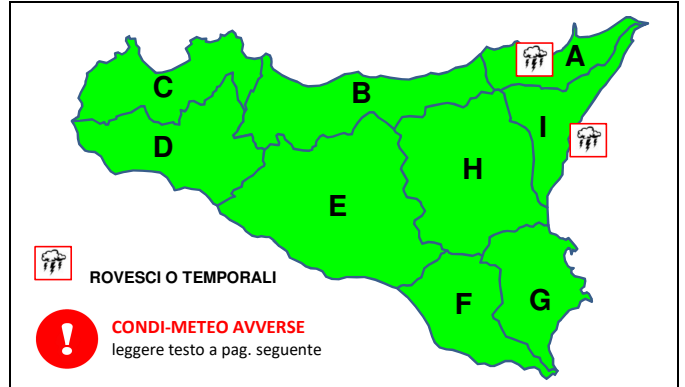 A
C
B
I
D
H
E
ROVESCI O TEMPORALI
F
G
CONDI-METEO AVVERSE
leggere testo a pag. seguente